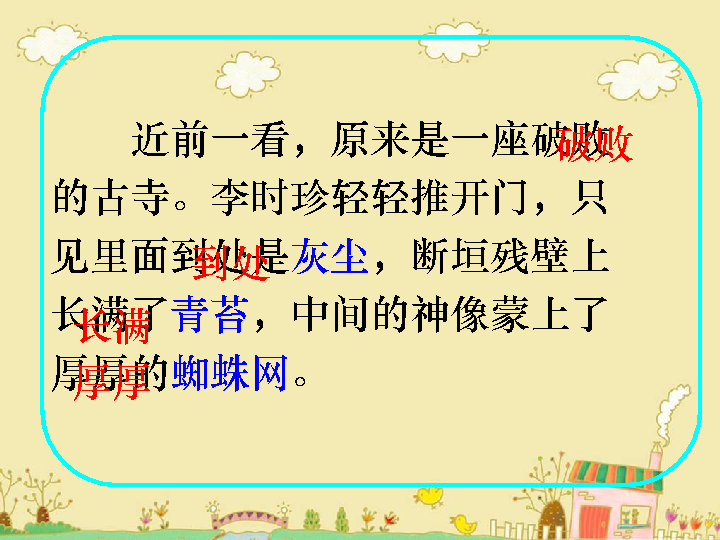 近前一看，原来是一座破败
破败
的古寺。李时珍轻轻推开门，只
见里面到处是灰尘，断垣残壁上
到处
长满了青苔，中间的神像蒙上了
长满
厚厚的蜘蛛网。
厚厚